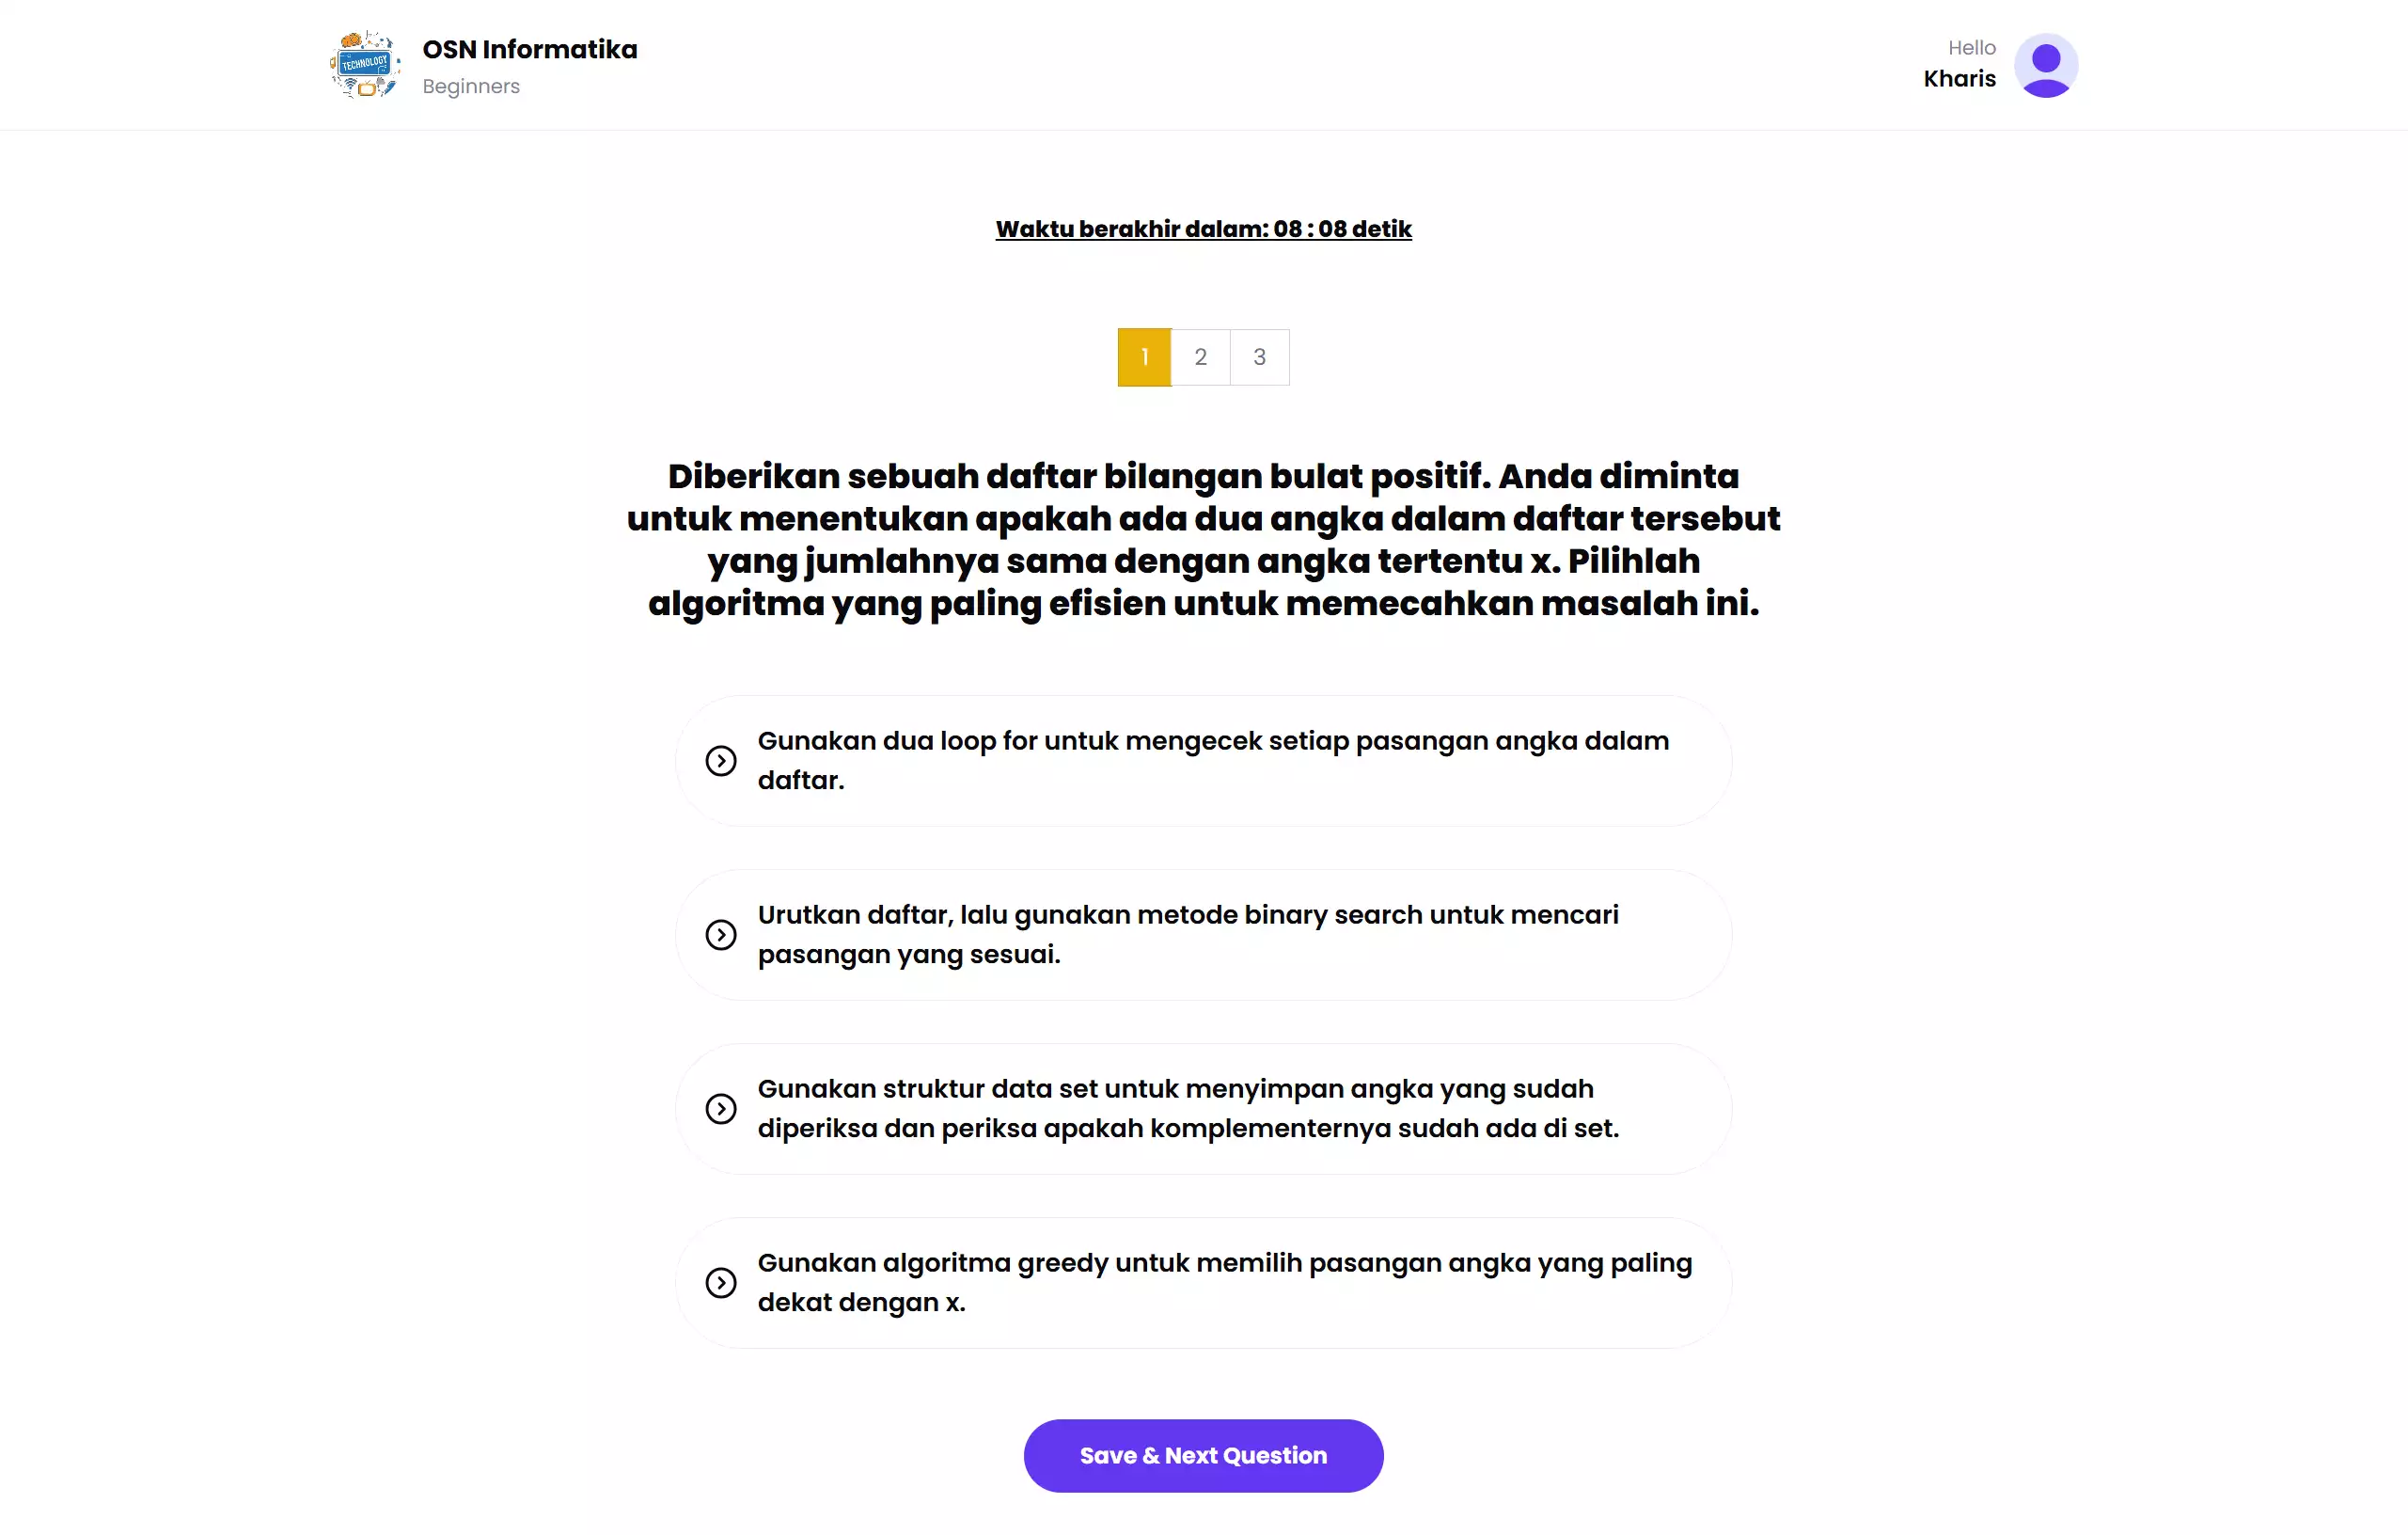 TECHNOLOGY
OSN Informatika
Beginners
Hello
Kharis
Waktu berakhir dalam: 08 : 08 detik
1 2 3
Diberikan sebuah daftar bilangan bulat positif. Anda diminta
untuk menentukan apakah ada dua angka dalam daftar tersebut
yang jumlahnya sama dengan angka tertentu x. Pilihlah
algoritma yang paling efisien untuk memecahkan masalah ini.
Gunakan dua loop for untuk mengecek setiap pasangan angka dalam
daftar.
Urutkan daftar, lalu gunakan metode binary search untuk mencari
pasangan yang sesuai.
Gunakan struktur data set untuk menyimpan angka yang sudah
diperiksa dan periksa apakah komplementernya sudah ada di set.
Gunakan algoritma greedy untuk memilih pasangan angka yang paling
dekat dengan x.
Save & Next Question